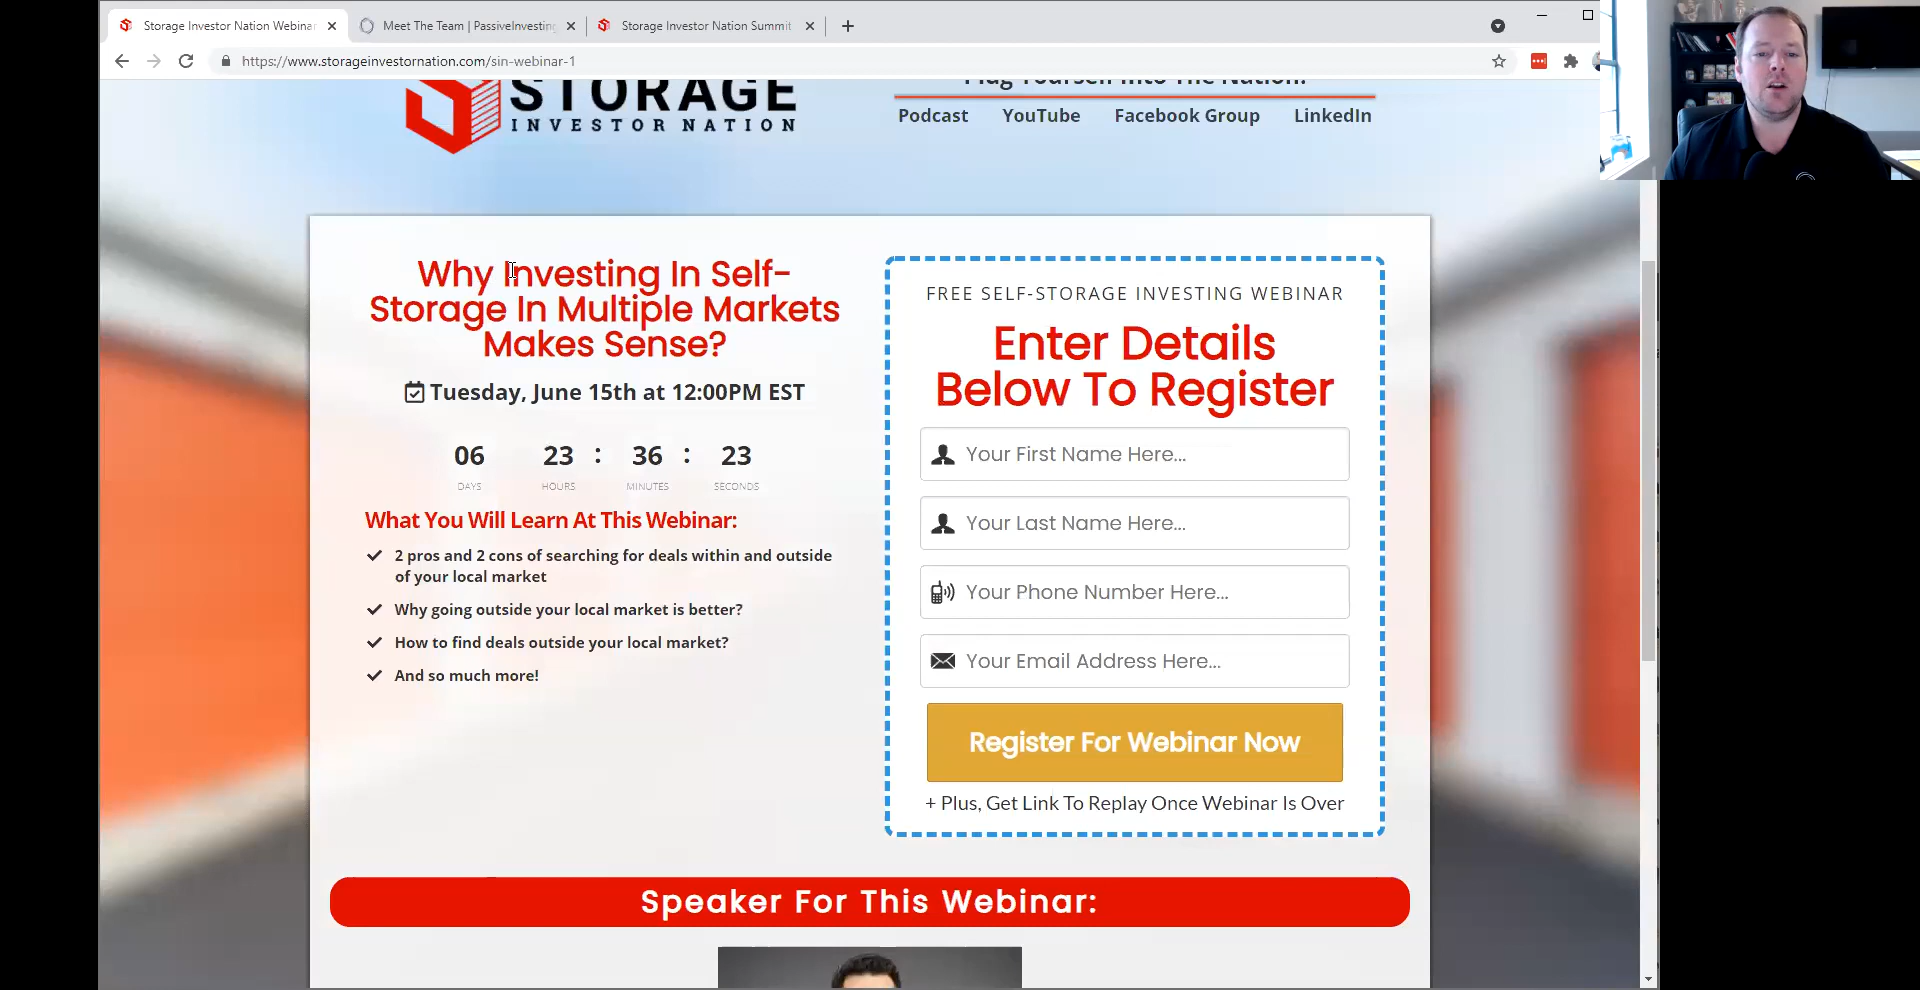 Storage Investor Nation Webinar
Meet The Team | PassiveInvesting
Storage Investor Nation Summit
https://www.storageinvestornation.com/sin-webinar-1
STORAGE
INVESTOR NATION
Plug Yourself Into The Nation!
Podcast YouTube Facebook Group LinkedIn
Why Investing In Self-
Storage In Multiple Markets
Makes Sense?
Tuesday, June 15th at 12:00PM EST
06 23 : 36 : 23
DAYS HOURS MINUTES SECONDS
What You Will Learn At This Webinar:
2 pros and 2 cons of searching for deals within and outside
of your local market
Why going outside your local market is better?
How to find deals outside your local market?
And so much more!
FREE SELF-STORAGE INVESTING WEBINAR
Enter Details
Below To Register
Your First Name Here...
Your Last Name Here...
Your Phone Number Here...
Your Email Address Here...
Register For Webinar Now
+ Plus, Get Link To Replay Once Webinar Is Over
Speaker For This Webinar: